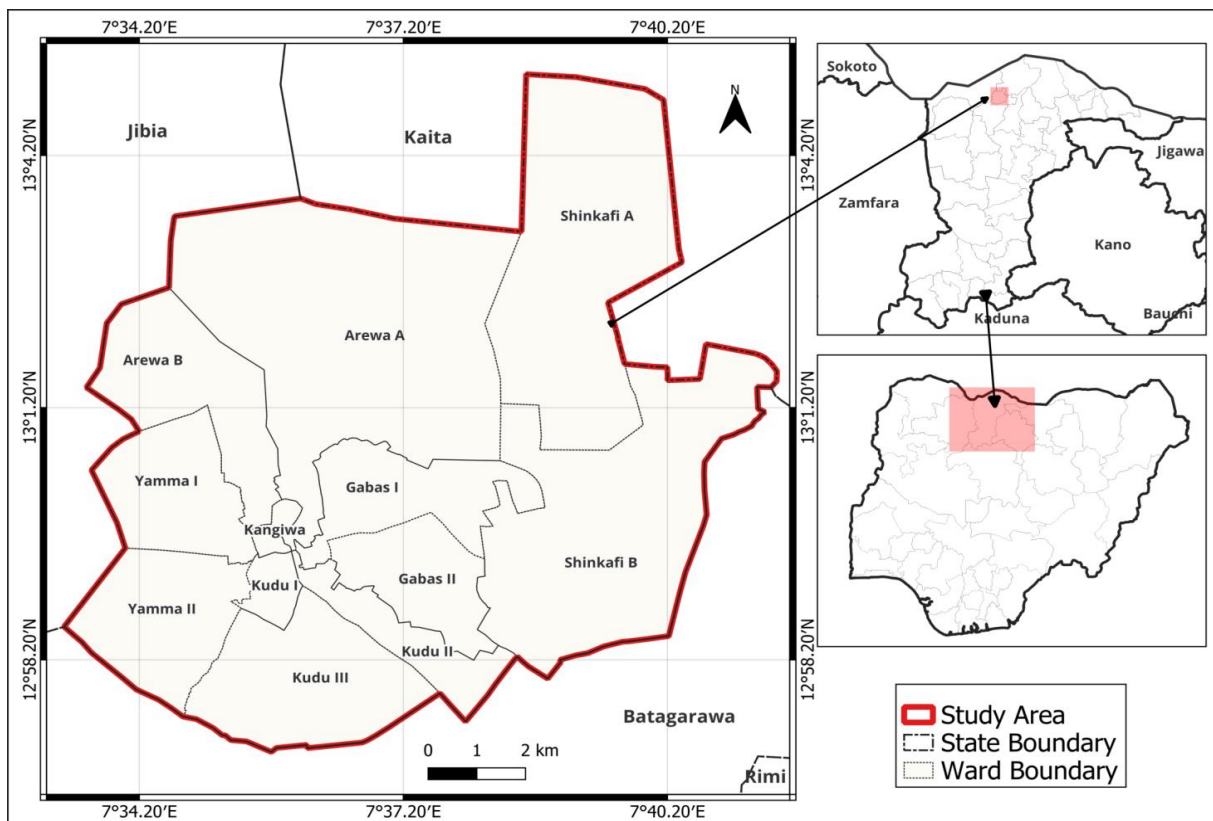 7°34.20′E 7°37.20′E 7°40.20′E
13°4.20′N
13°1.20′N
12°58.20′N
Jibia
Kaita
N
Shinkafi A
Arewa A
Arewa B
Yamma I
Gabas I
Kangiwa
Shinkafi B
Gabas II
Kudu I
Yamma II
Kudu II
Kudu III
Batagarawa
Rimi
0 1 2 km
7°34.20′E 7°37.20′E 7°40.20′E
13°4.20′N
13°1.20′N
12°58.20′N
Sokoto
Jigawa
Zamfara
Kano
Bauchi
Kaduna
Study Area
State Boundary
Ward Boundary